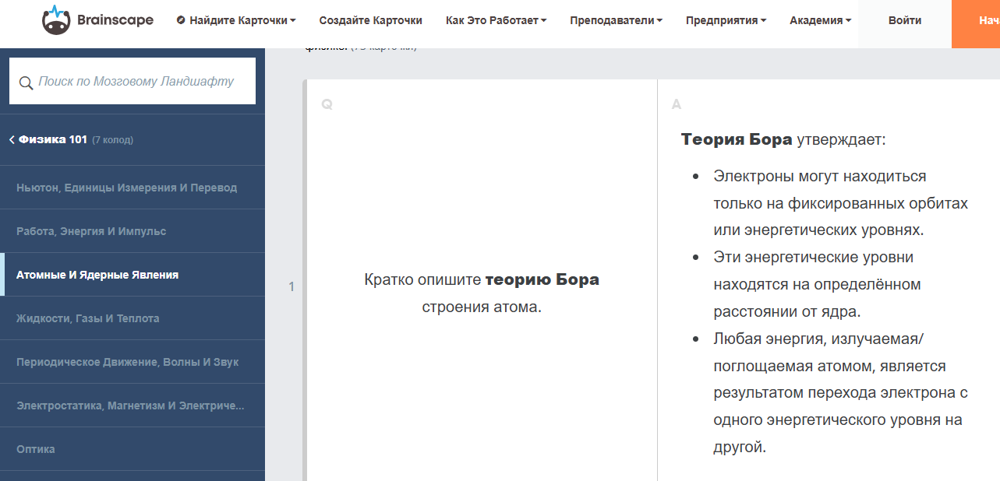 Brainscape
Найдите Карточки
Создайте Карточки
Как Это Работает
Преподаватели
Предприятия
Академия
Войти
Поиск по Мозговому Ландшафту
Физика 101 (7 колод)
Ньютон, Единицы Измерения И Перевод
Работа, Энергия И Импульс
Атомные И Ядерные Явления
Жидкости, Газы И Теплота
Периодическое Движение, Волны И Звук
Электростатика, Магнетизм И Электриче...
Оптика
1
Q
Кратко опишите теорию Бора
строения атома.
A
Теория Бора утверждает:
Электроны могут находиться
только на фиксированных орбитах
или энергетических уровнях.
Эти энергетические уровни
находятся на определённом
расстоянии от ядра.
Любая энергия, излучаемая/
поглощаемая атомом, является
результатом перехода электрона с
одного энергетического уровня на
другой.